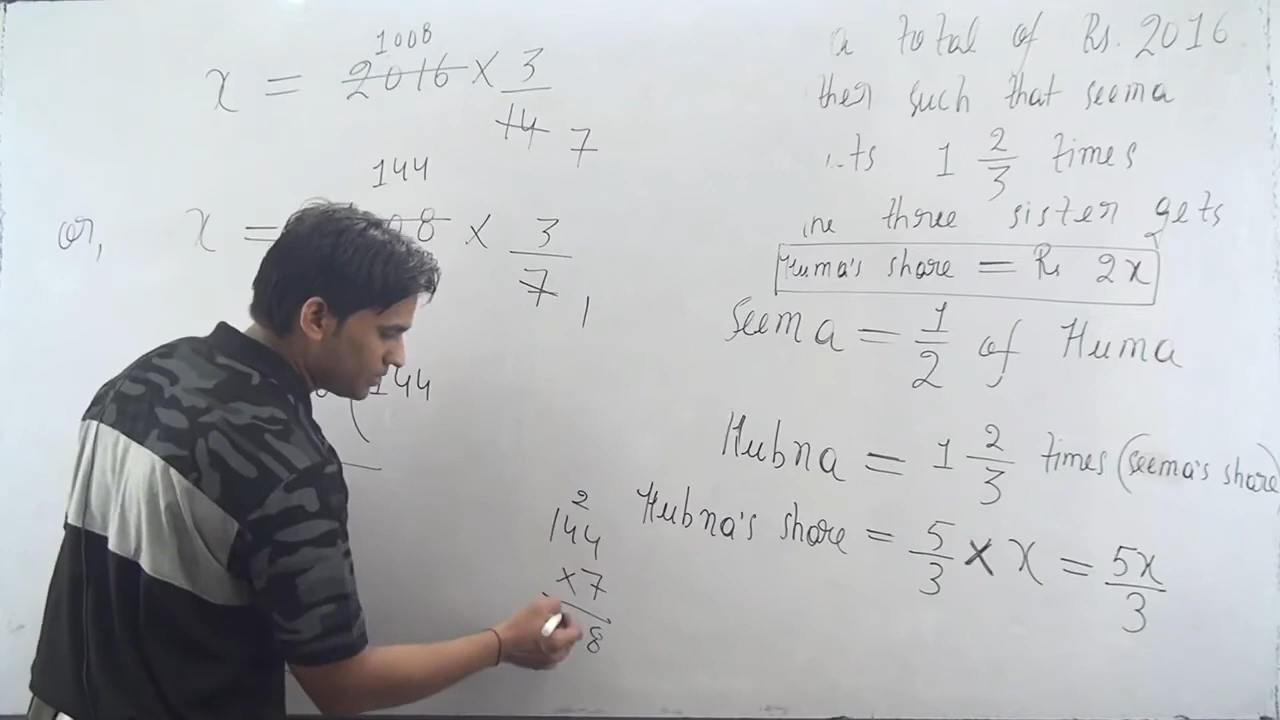 1008
x = 2016 × 3/14 7
144
or, x = 8 × 3/7 1
144
2
144
×7
8
a total of Rs. 2016
ther such that seema
ts 1 2/3 times
three sister gets
Huma's share = Rs 2x
Seema = 1/2 of Huma
Hubna = 1 2/3 times (seema's share)
Hubna's share = 5/3 × x = 5x/3